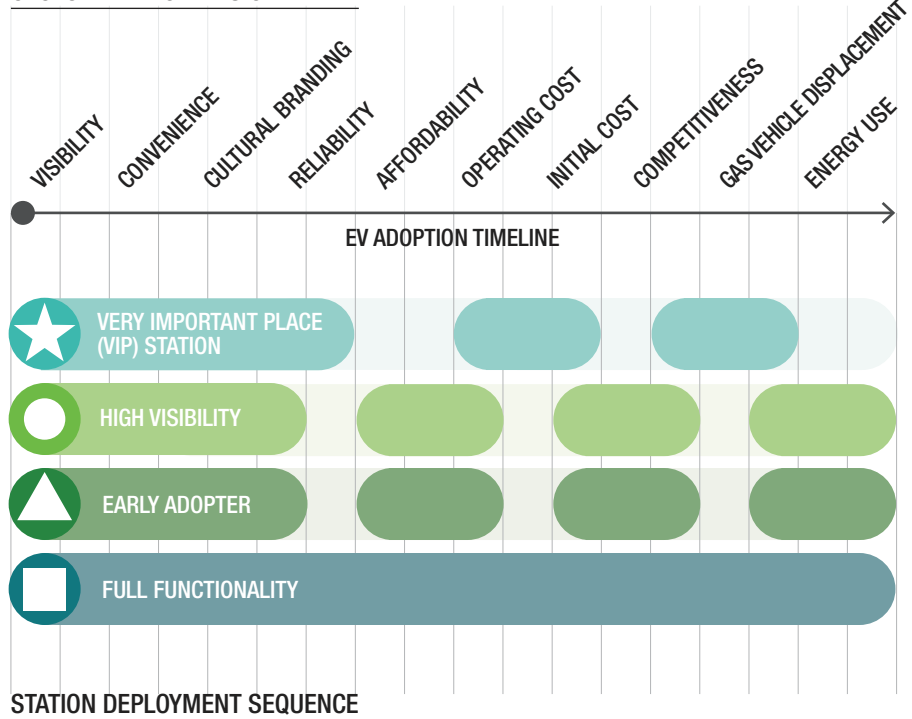 VISIBILITY
CONVENIENCE
CULTURAL BRANDING
RELIABILITY
AFFORDABILITY
OPERATING COST
INITIAL COST
COMPETITIVENESS
GAS VEHICLE DISPLACEMENT
ENERGY USE
EV ADOPTION TIMELINE
VERY IMPORTANT PLACE
(VIP) STATION
HIGH VISIBILITY
EARLY ADOPTER
FULL FUNCTIONALITY
STATION DEPLOYMENT SEQUENCE